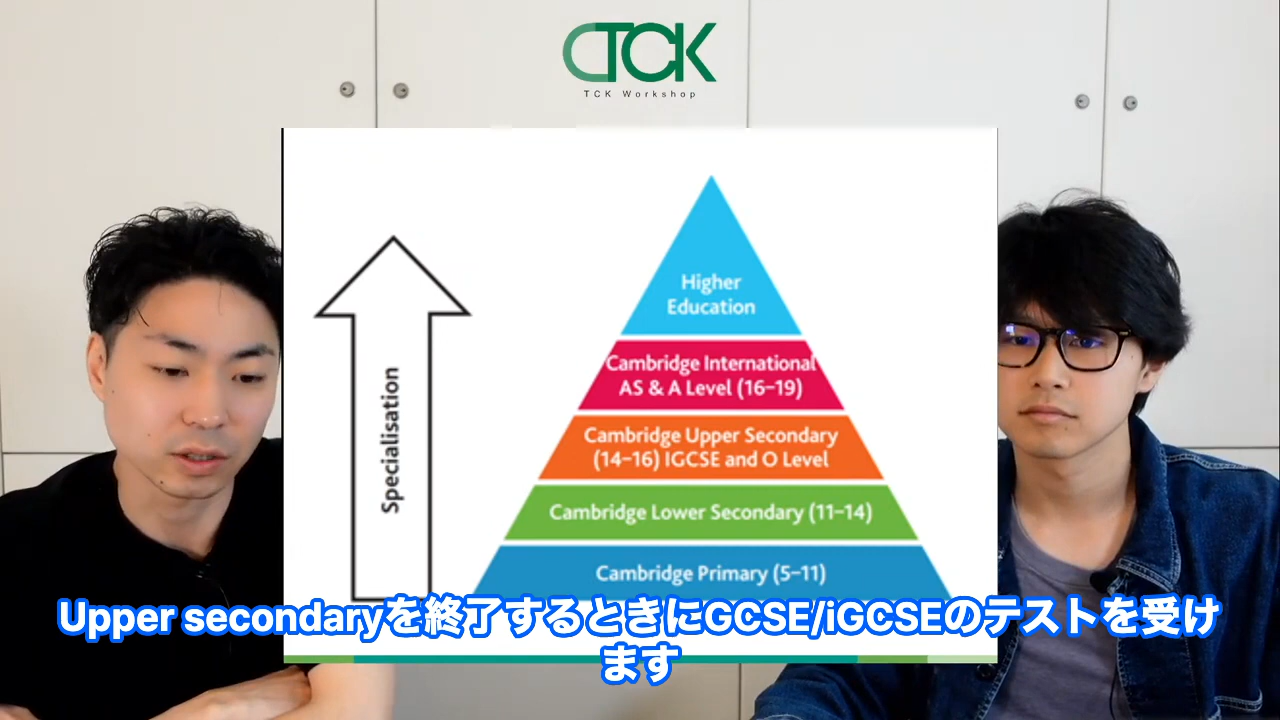 CTCK
TCK Workshop
Higher
Education
Cambridge International
AS & A Level (16–19)
Cambridge Upper Secondary
(14–16) IGCSE and O Level
Cambridge Lower Secondary (11–14)
Cambridge Primary (5–11)
Specialisation
Upper secondaryを終了するときにGCSE/iGCSEのテストを受け
ます